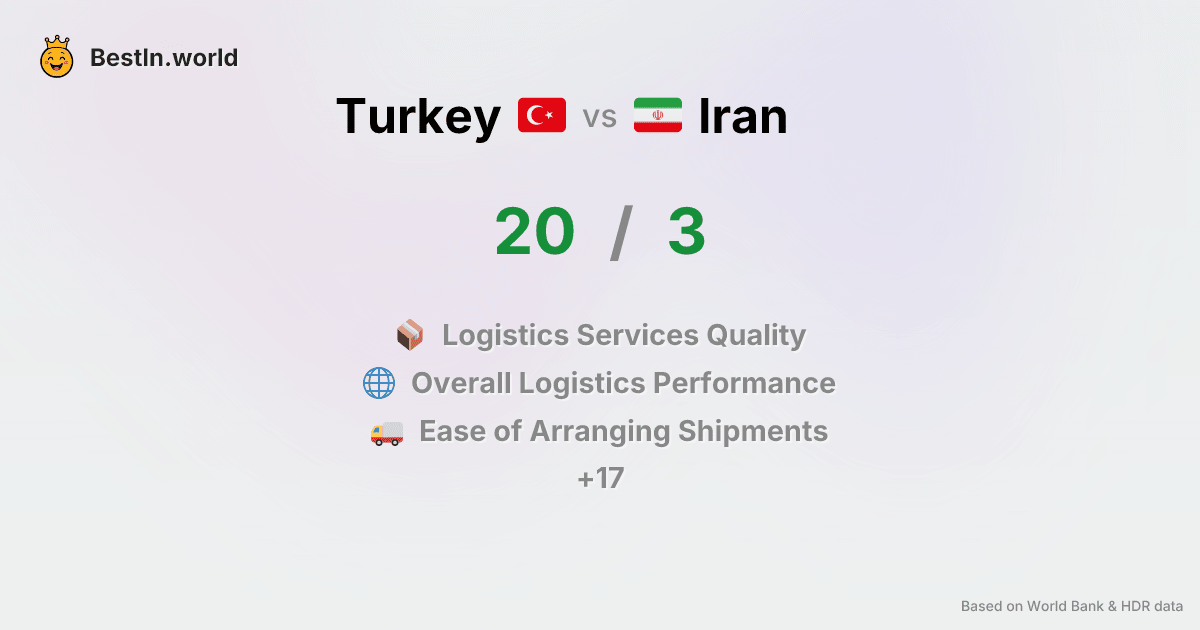 BestIn.world
Turkey vs Iran
20 / 3
Logistics Services Quality
Overall Logistics Performance
Ease of Arranging Shipments
+17
Based on World Bank & HDR data